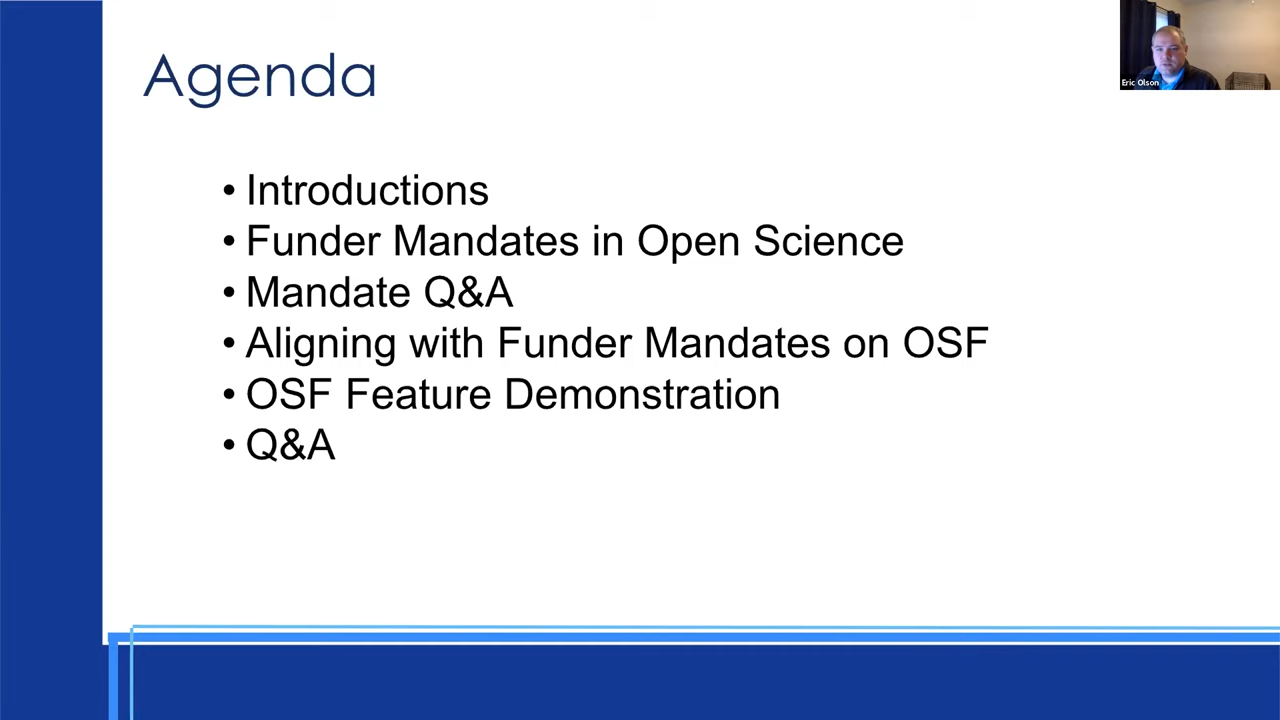 Agenda
Eric Olson
• Introductions
• Funder Mandates in Open Science
• Mandate Q&A
• Aligning with Funder Mandates on OSF
• OSF Feature Demonstration
• Q&A